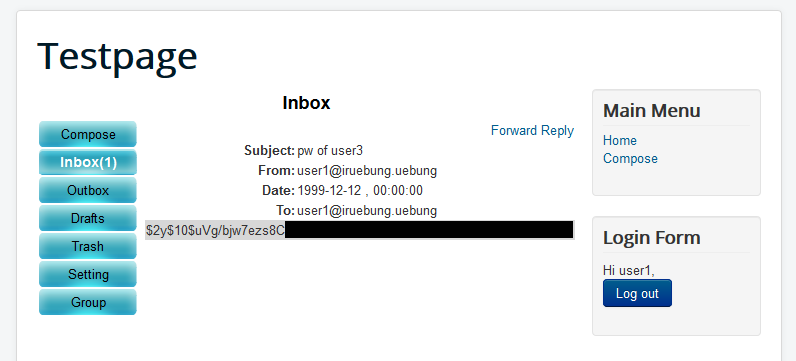 Testpage
Compose
Inbox(1)
Outbox
Drafts
Trash
Setting
Group
Inbox
Forward Reply
Subject: pw of user3
From: user1@iruebung.uebung
Date: 1999-12-12 , 00:00:00
To: user1@iruebung.uebung
$2y$10$uVg/bjw7ezs8C
Main Menu
Home
Compose
Login Form
Hi user1,
Log out